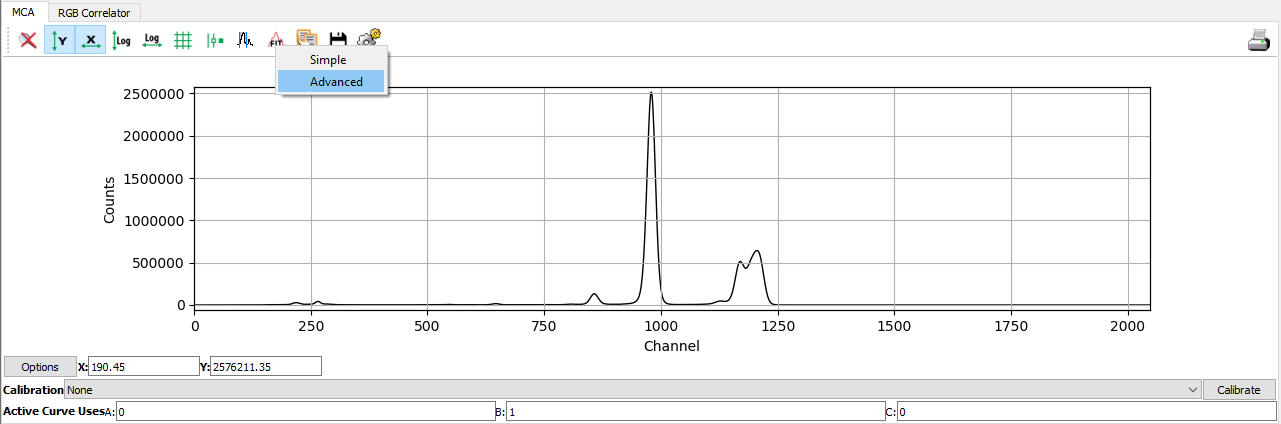 MCA RGB Correlator
Y X Log Log FIT
Simple
Advanced
2500000
2000000
1500000
1000000
500000
0
Counts
0 250 500 750 1000 1250 1500 1750 2000
Channel
Options X: 190.45 Y: 2576211.35
Calibration None Calibrate
Active Curve Uses A: 0 B: 1 C: 0